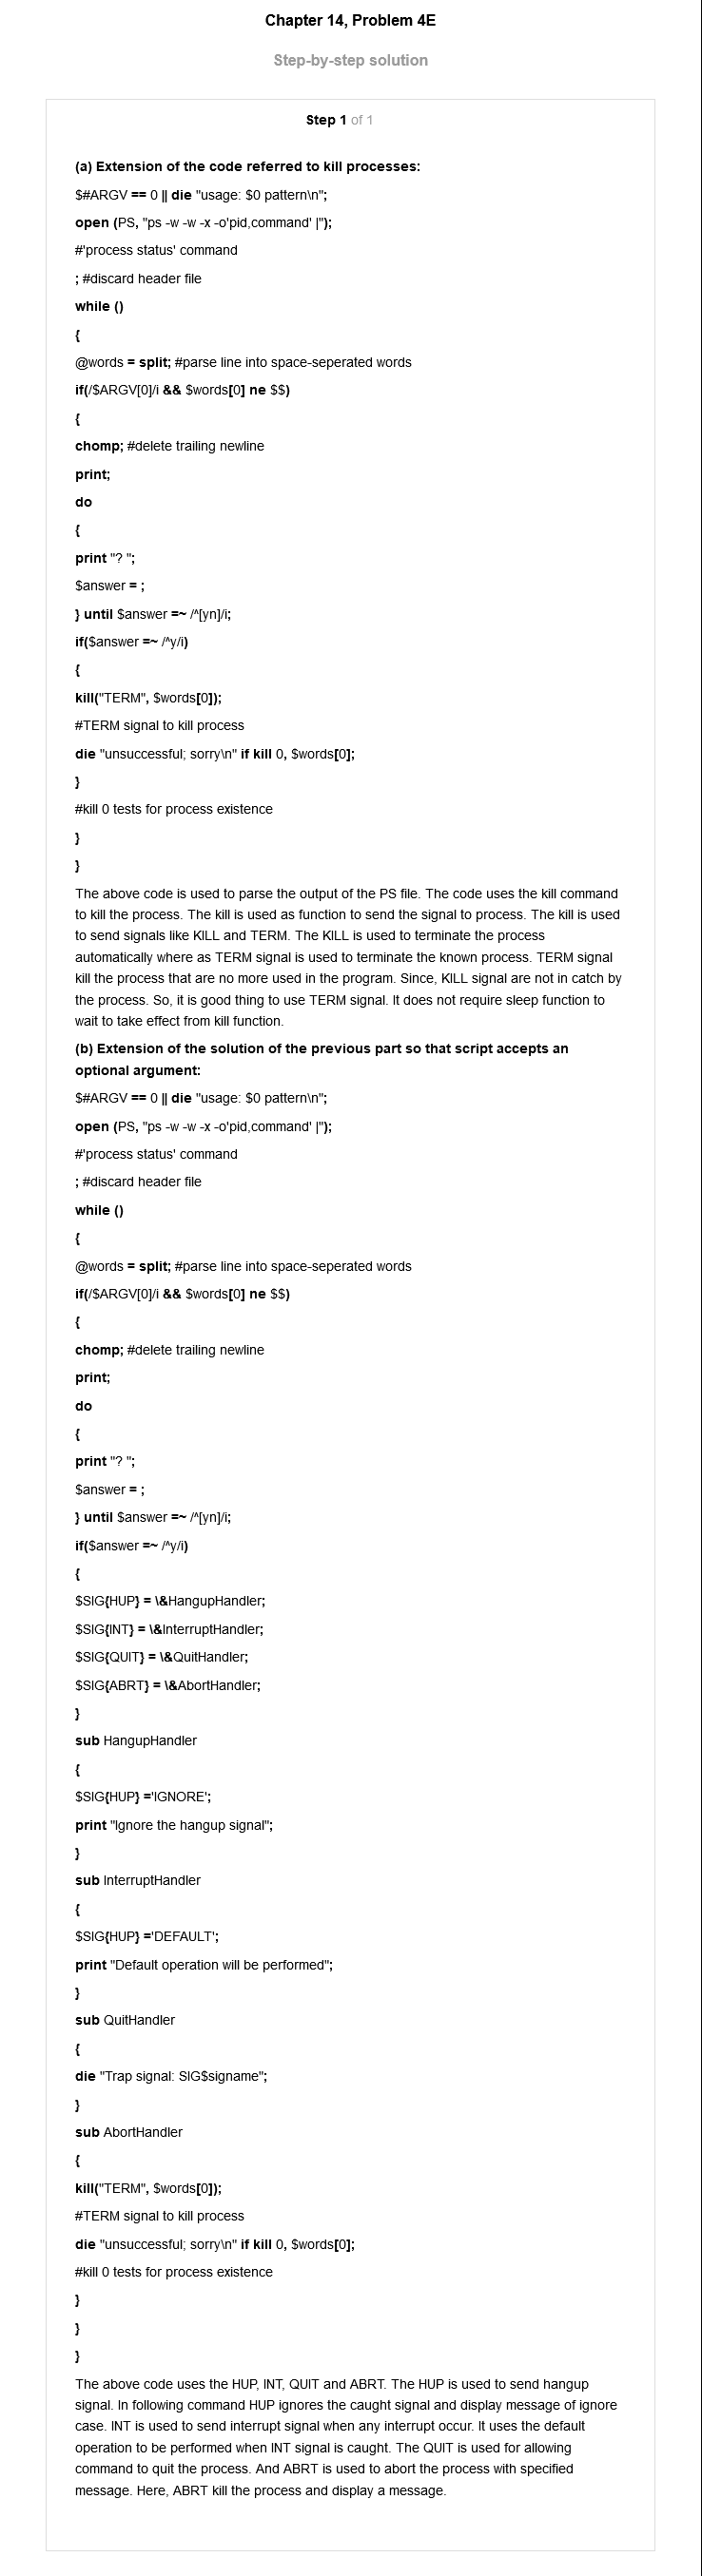 Chapter 14, Problem 4E
Step-by-step solution
Step 1 of 1
(a) Extension of the code referred to kill processes:
$#ARGV == 0 || die "usage: $0 pattern\n";
open (PS, "ps -w -w -x -o'pid,command' |");
#'process status' command
; #discard header file
while ()
{
@words = split; #parse line into space-seperated words
if(/$ARGV[0]/i && $words[0] ne $$)
{
chomp; #delete trailing newline
print;
do
{
print "? ";
$answer = ;
} until $answer =~ /^[yn]/i;
if($answer =~ /^y/i)
{
kill("TERM", $words[0]);
#TERM signal to kill process
die "unsuccessful; sorry\n" if kill 0, $words[0];
}
#kill 0 tests for process existence
}
}
The above code is used to parse the output of the PS file. The code uses the kill command
to kill the process. The kill is used as function to send the signal to process. The kill is used
to send signals like KILL and TERM. The KILL is used to terminate the process
automatically where as TERM signal is used to terminate the known process. TERM signal
kill the process that are no more used in the program. Since, KILL signal are not in catch by
the process. So, it is good thing to use TERM signal. It does not require sleep function to
wait to take effect from kill function.
(b) Extension of the solution of the previous part so that script accepts an
optional argument:
$#ARGV == 0 || die "usage: $0 pattern\n";
open (PS, "ps -w -w -x -o'pid,command' |");
#'process status' command
; #discard header file
while ()
{
@words = split; #parse line into space-seperated words
if(/$ARGV[0]/i && $words[0] ne $$)
{
chomp; #delete trailing newline
print;
do
{
print "? ";
$answer = ;
} until $answer =~ /^[yn]/i;
if($answer =~ /^y/i)
{
$SIG{HUP} = \&HangupHandler;
$SIG{INT} = \&InterruptHandler;
$SIG{QUIT} = \&QuitHandler;
$SIG{ABRT} = \&AbortHandler;
}
sub HangupHandler
{
$SIG{HUP} ='IGNORE';
print "Ignore the hangup signal";
}
sub InterruptHandler
{
$SIG{HUP} ='DEFAULT';
print "Default operation will be performed";
}
sub QuitHandler
{
die "Trap signal: SIG$signame";
}
sub AbortHandler
{
kill("TERM", $words[0]);
#TERM signal to kill process
die "unsuccessful; sorry\n" if kill 0, $words[0];
#kill 0 tests for process existence
}
}
}
The above code uses the HUP, INT, QUIT and ABRT. The HUP is used to send hangup
signal. In following command HUP ignores the caught signal and display message of ignore
case. INT is used to send interrupt signal when any interrupt occur. It uses the default
operation to be performed when INT signal is caught. The QUIT is used for allowing
command to quit the process. And ABRT is used to abort the process with specified
message. Here, ABRT kill the process and display a message.